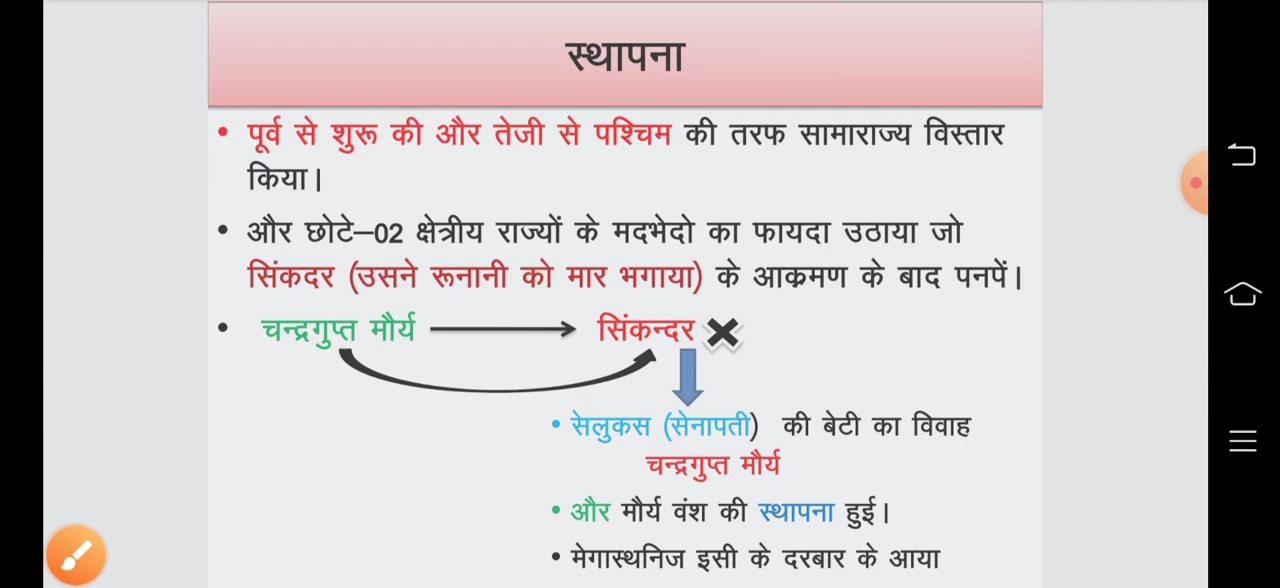 स्थापना
• पूर्व से शुरू की और तेजी से पश्चिम की तरफ सामाराज्य विस्तार
किया।
• और छोटे–02 क्षेत्रीय राज्यों के मदभेदो का फायदा उठाया जो
सिंकदर (उसने रूनानी को मार भगाया) के आक्रमण के बाद पनपें।
• चन्द्रगुप्त मौर्य सिंकन्दर
• सेलुकस (सेनापती) की बेटी का विवाह
चन्द्रगुप्त मौर्य
• और मौर्य वंश की स्थापना हुई।
• मेगास्थनिज इसी के दरबार के आया